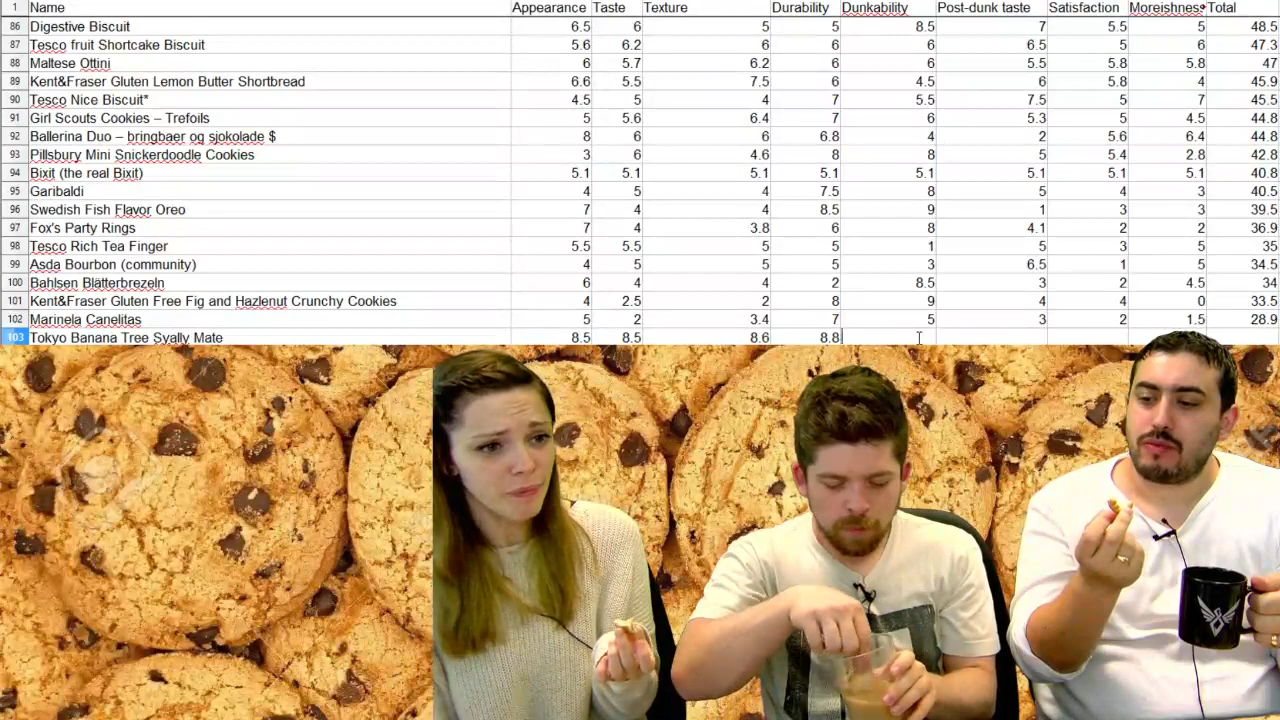 1 Name Appearance Taste Texture Durability Dunkability Post-dunk taste Satisfaction Moreishness Total
86 Digestive Biscuit 6.5 6 5 5 8.5 7 5.5 5 48.5
87 Tesco fruit Shortcake Biscuit 5.6 6.2 6 6 6 6.5 5 6 47.3
88 Maltese Ottini 6 5.7 6.2 6 6 5.5 5.8 5.8 47
89 Kent&Fraser Gluten Lemon Butter Shortbread 6.6 5.5 7.5 6 4.5 6 5.8 4 45.9
90 Tesco Nice Biscuit* 4.5 5 4 7 5.5 7.5 5 7 45.5
91 Girl Scouts Cookies – Trefoils 5 5.6 6.4 7 6 5.3 5 4.5 44.8
92 Ballerina Duo – bringbaer og sjokolade $ 8 6 6 6.8 4 2 5.6 6.4 44.8
93 Pillsbury Mini Snickerdoodle Cookies 3 6 4.6 8 8 5 5.4 2.8 42.8
94 Bixit (the real Bixit) 5.1 5.1 5.1 5.1 5.1 5.1 5.1 5.1 40.8
95 Garibaldi 4 5 4 7.5 8 5 4 3 40.5
96 Swedish Fish Flavor Oreo 7 4 4 8.5 9 1 3 3 39.5
97 Fox's Party Rings 7 4 3.8 6 8 4.1 2 2 36.9
98 Tesco Rich Tea Finger 5.5 5.5 5 5 1 5 3 5 35
99 Asda Bourbon (community) 4 5 5 5 3 6.5 1 5 34.5
100 Bahlsen Blätterbrezeln 6 4 4 2 8.5 3 2 4.5 34
101 Kent&Fraser Gluten Free Fig and Hazlenut Crunchy Cookies 4 2.5 2 8 9 4 4 0 33.5
102 Marinela Canelitas 5 2 3.4 7 5 3 2 1.5 28.9
103 Tokyo Banana Tree Syally Mate 8.5 8.5 8.6 8.8